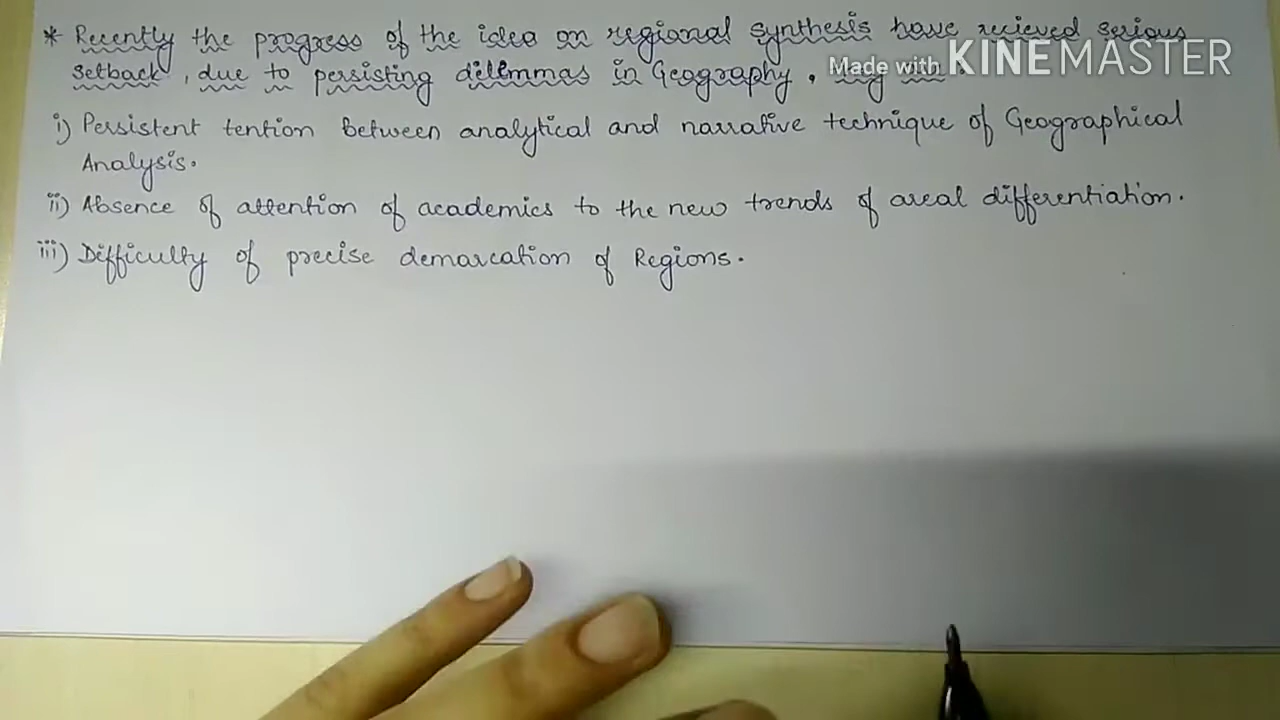 * Recently the progress of the idea on regional synthesis have recieved serious
setback, due to persisting dilemmas in Geography.
Made with KINEMASTER
i) Persistent tention between analytical and narrative technique of Geographical
Analysis.
ii) Absence of attention of academics to the new trends of areal differentiation.
iii) Difficulty of precise demarcation of Regions.